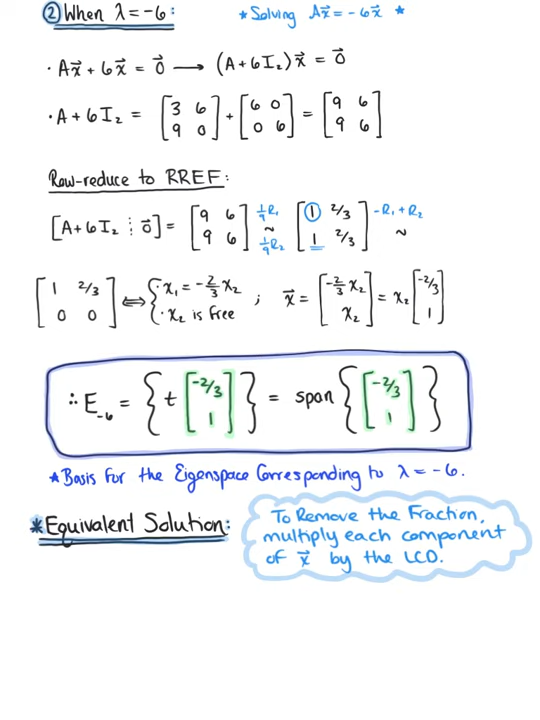 ② When λ = -6: *Solving Ax⃗ = -6x⃗ *
· Ax⃗ + 6x⃗ = 0⃗ ⟶ (A + 6I₂)x⃗ = 0⃗
· A + 6I₂ = [3 6; 9 0] + [6 0; 0 6] = [9 6; 9 6]
Row-reduce to RREF:
[A + 6I₂ ⋮ 0⃗] = [9 6; 9 6] 1/9 R₁ ~ 1/9 R₂ [1 2/3; 1 2/3] -R₁ + R₂ ~
[1 2/3; 0 0] ⟺ { · x₁ = -2/3 x₂ · x₂ is free ; x⃗ = [-2/3 x₂; x₂] = x₂ [-2/3; 1]
∴ E₋₆ = { t [-2/3; 1] } = span { [-2/3; 1] }
★ Basis for the Eigenspace Corresponding to λ = -6.
*Equivalent Solution:
To Remove the Fraction,
multiply each component
of x⃗ by the LCD.